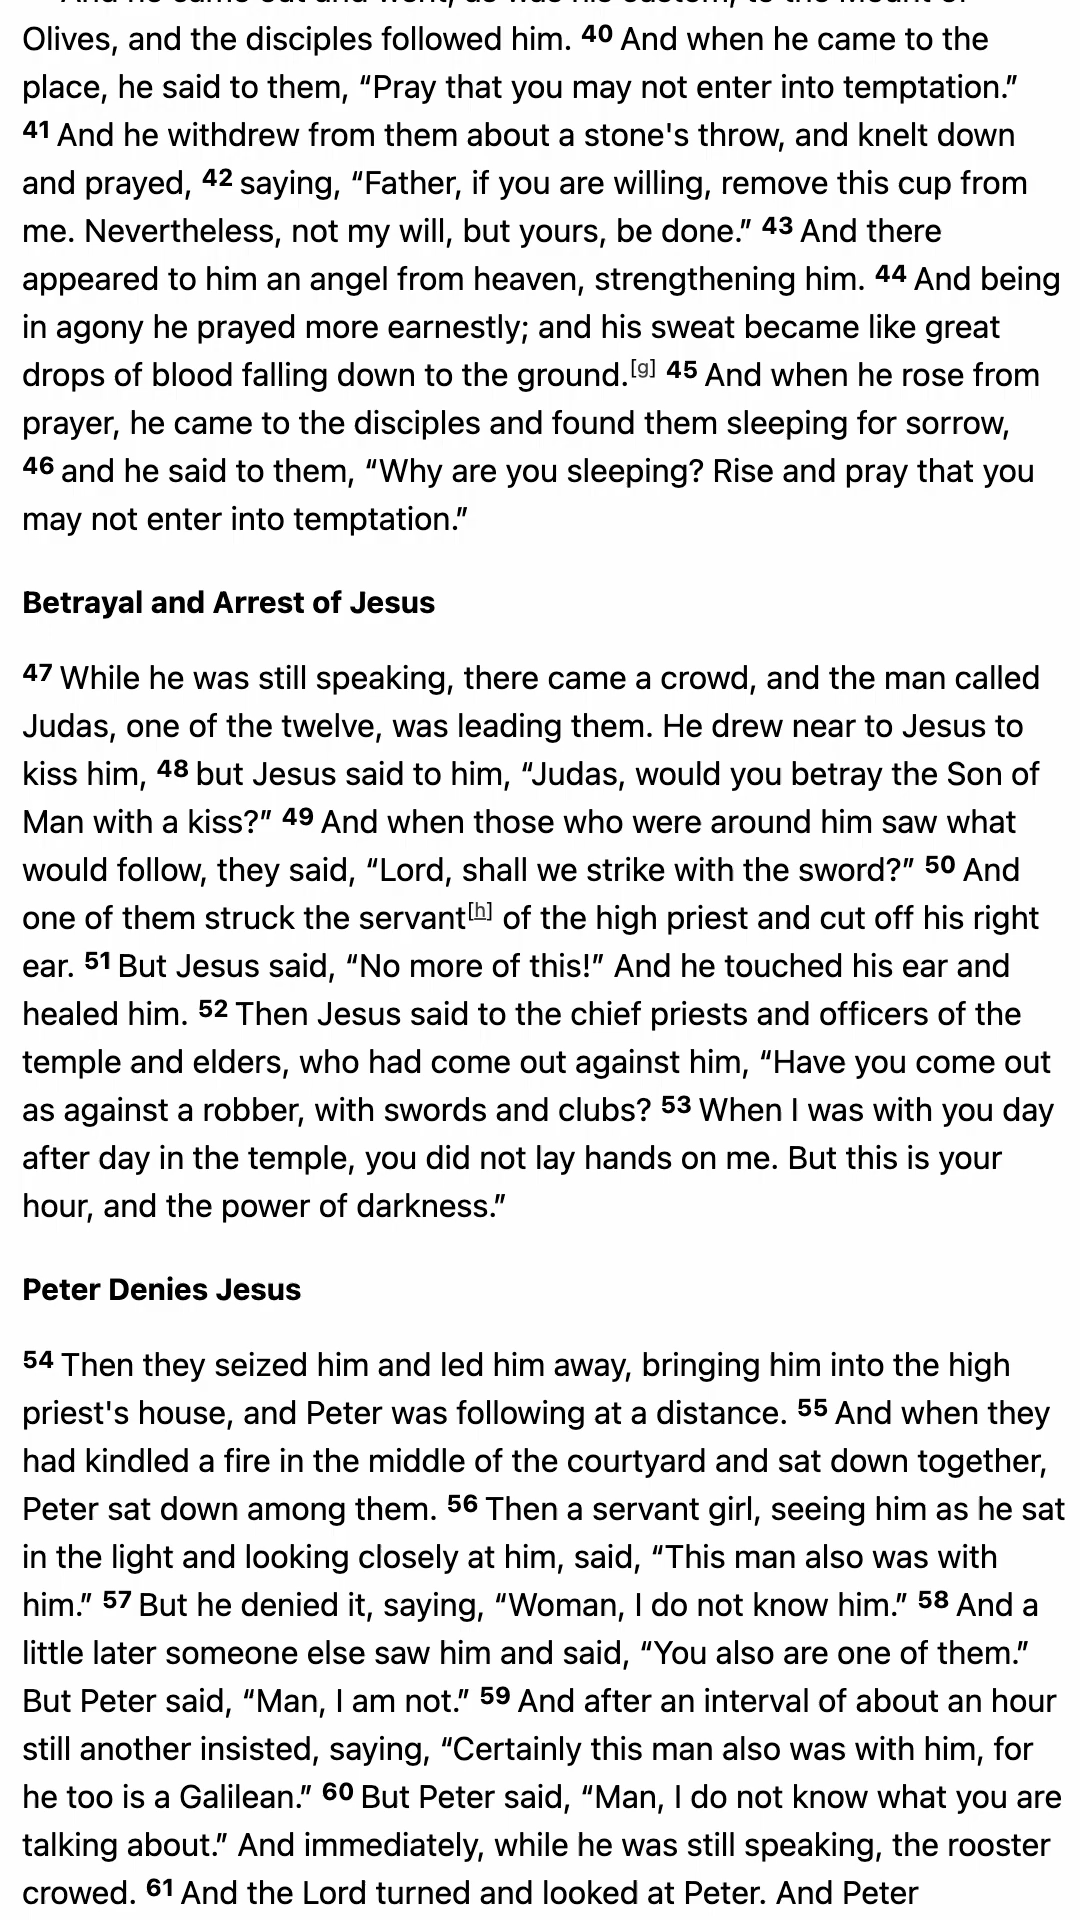 Olives, and the disciples followed him. 40 And when he came to the
place, he said to them, “Pray that you may not enter into temptation.”
41 And he withdrew from them about a stone's throw, and knelt down
and prayed, 42 saying, “Father, if you are willing, remove this cup from
me. Nevertheless, not my will, but yours, be done.” 43 And there
appeared to him an angel from heaven, strengthening him. 44 And being
in agony he prayed more earnestly; and his sweat became like great
drops of blood falling down to the ground.[g] 45 And when he rose from
prayer, he came to the disciples and found them sleeping for sorrow,
46 and he said to them, “Why are you sleeping? Rise and pray that you
may not enter into temptation.”
Betrayal and Arrest of Jesus
47 While he was still speaking, there came a crowd, and the man called
Judas, one of the twelve, was leading them. He drew near to Jesus to
kiss him, 48 but Jesus said to him, “Judas, would you betray the Son of
Man with a kiss?” 49 And when those who were around him saw what
would follow, they said, “Lord, shall we strike with the sword?” 50 And
one of them struck the servant[h] of the high priest and cut off his right
ear. 51 But Jesus said, “No more of this!” And he touched his ear and
healed him. 52 Then Jesus said to the chief priests and officers of the
temple and elders, who had come out against him, “Have you come out
as against a robber, with swords and clubs? 53 When I was with you day
after day in the temple, you did not lay hands on me. But this is your
hour, and the power of darkness.”
Peter Denies Jesus
54 Then they seized him and led him away, bringing him into the high
priest's house, and Peter was following at a distance. 55 And when they
had kindled a fire in the middle of the courtyard and sat down together,
Peter sat down among them. 56 Then a servant girl, seeing him as he sat
in the light and looking closely at him, said, “This man also was with
him.” 57 But he denied it, saying, “Woman, I do not know him.” 58 And a
little later someone else saw him and said, “You also are one of them.”
But Peter said, “Man, I am not.” 59 And after an interval of about an hour
still another insisted, saying, “Certainly this man also was with him, for
he too is a Galilean.” 60 But Peter said, “Man, I do not know what you are
talking about.” And immediately, while he was still speaking, the rooster
crowed. 61 And the Lord turned and looked at Peter. And Peter